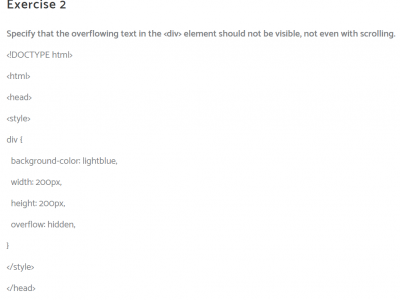 Exercise 2
Specify that the overflowing text in the <div> element should not be visible, not even with scrolling.
<!DOCTYPE html>
<html>
<head>
<style>
div {
background-color: lightblue,
width: 200px,
height: 200px,
overflow: hidden,
}
</style>
</head>